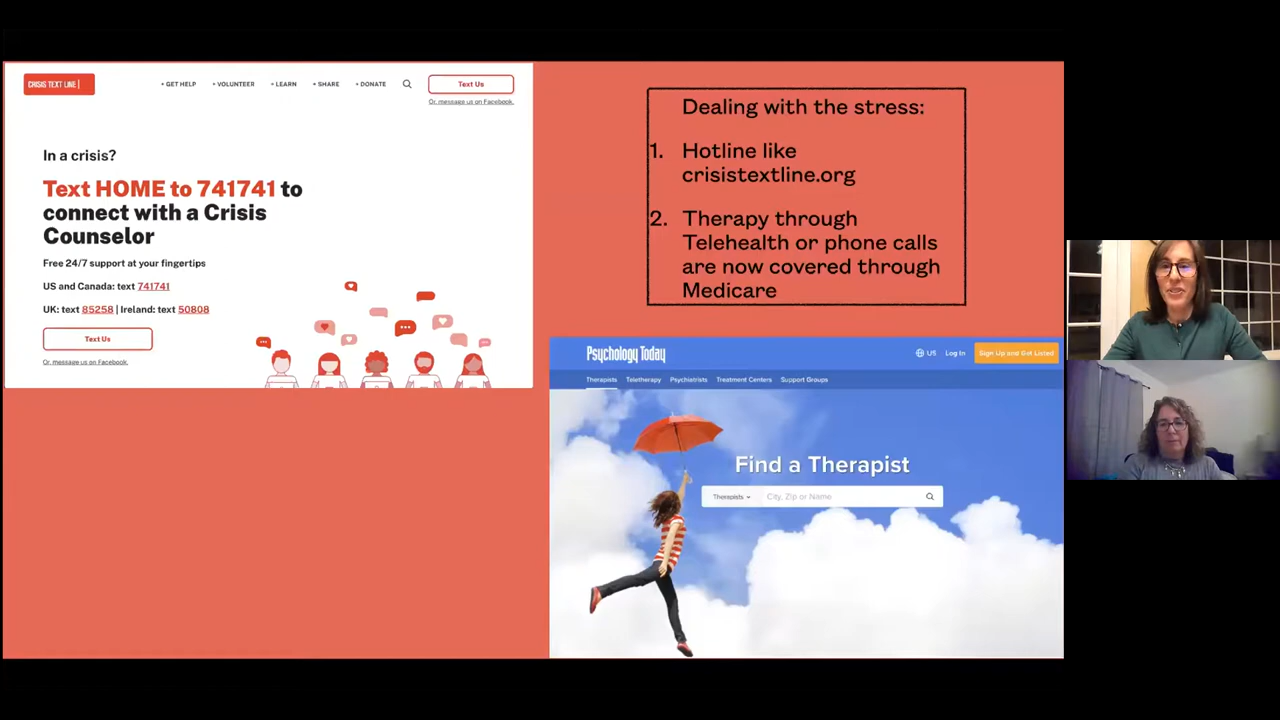 CRISIS TEXT LINE |
GET HELP
VOLUNTEER
LEARN
SHARE
DONATE
Text Us
Or, message us on Facebook.
In a crisis?
Text HOME to 741741 to
connect with a Crisis
Counselor
Free 24/7 support at your fingertips
US and Canada: text 741741
UK: text 85258 | Ireland: text 50808
Text Us
Or, message us on Facebook.
Dealing with the stress:
1. Hotline like
crisistextline.org
2. Therapy through
Telehealth or phone calls
are now covered through
Medicare
Psychology Today
US
Log In
Sign Up and Get Listed
Therapists
Teletherapy
Psychiatrists
Treatment Centers
Support Groups
Find a Therapist
Therapists
City, Zip or Name